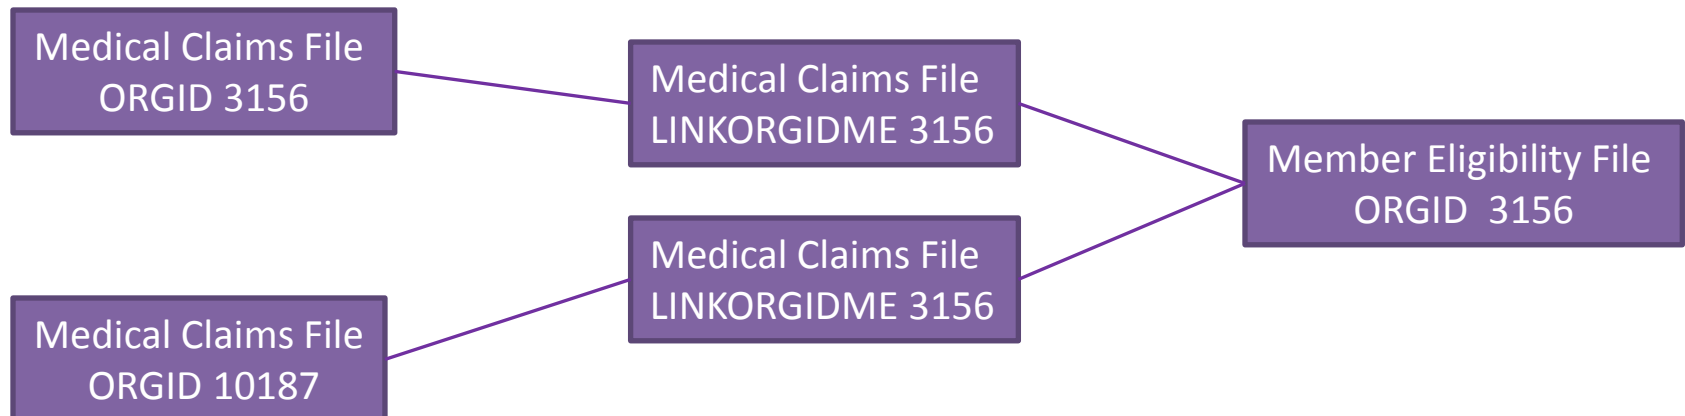 Medical Claims File
ORGID 3156
Medical Claims File
LINKORGIDME 3156
Member Eligibility File
ORGID  3156
Medical Claims File
LINKORGIDME 3156
Medical Claims File
ORGID 10187